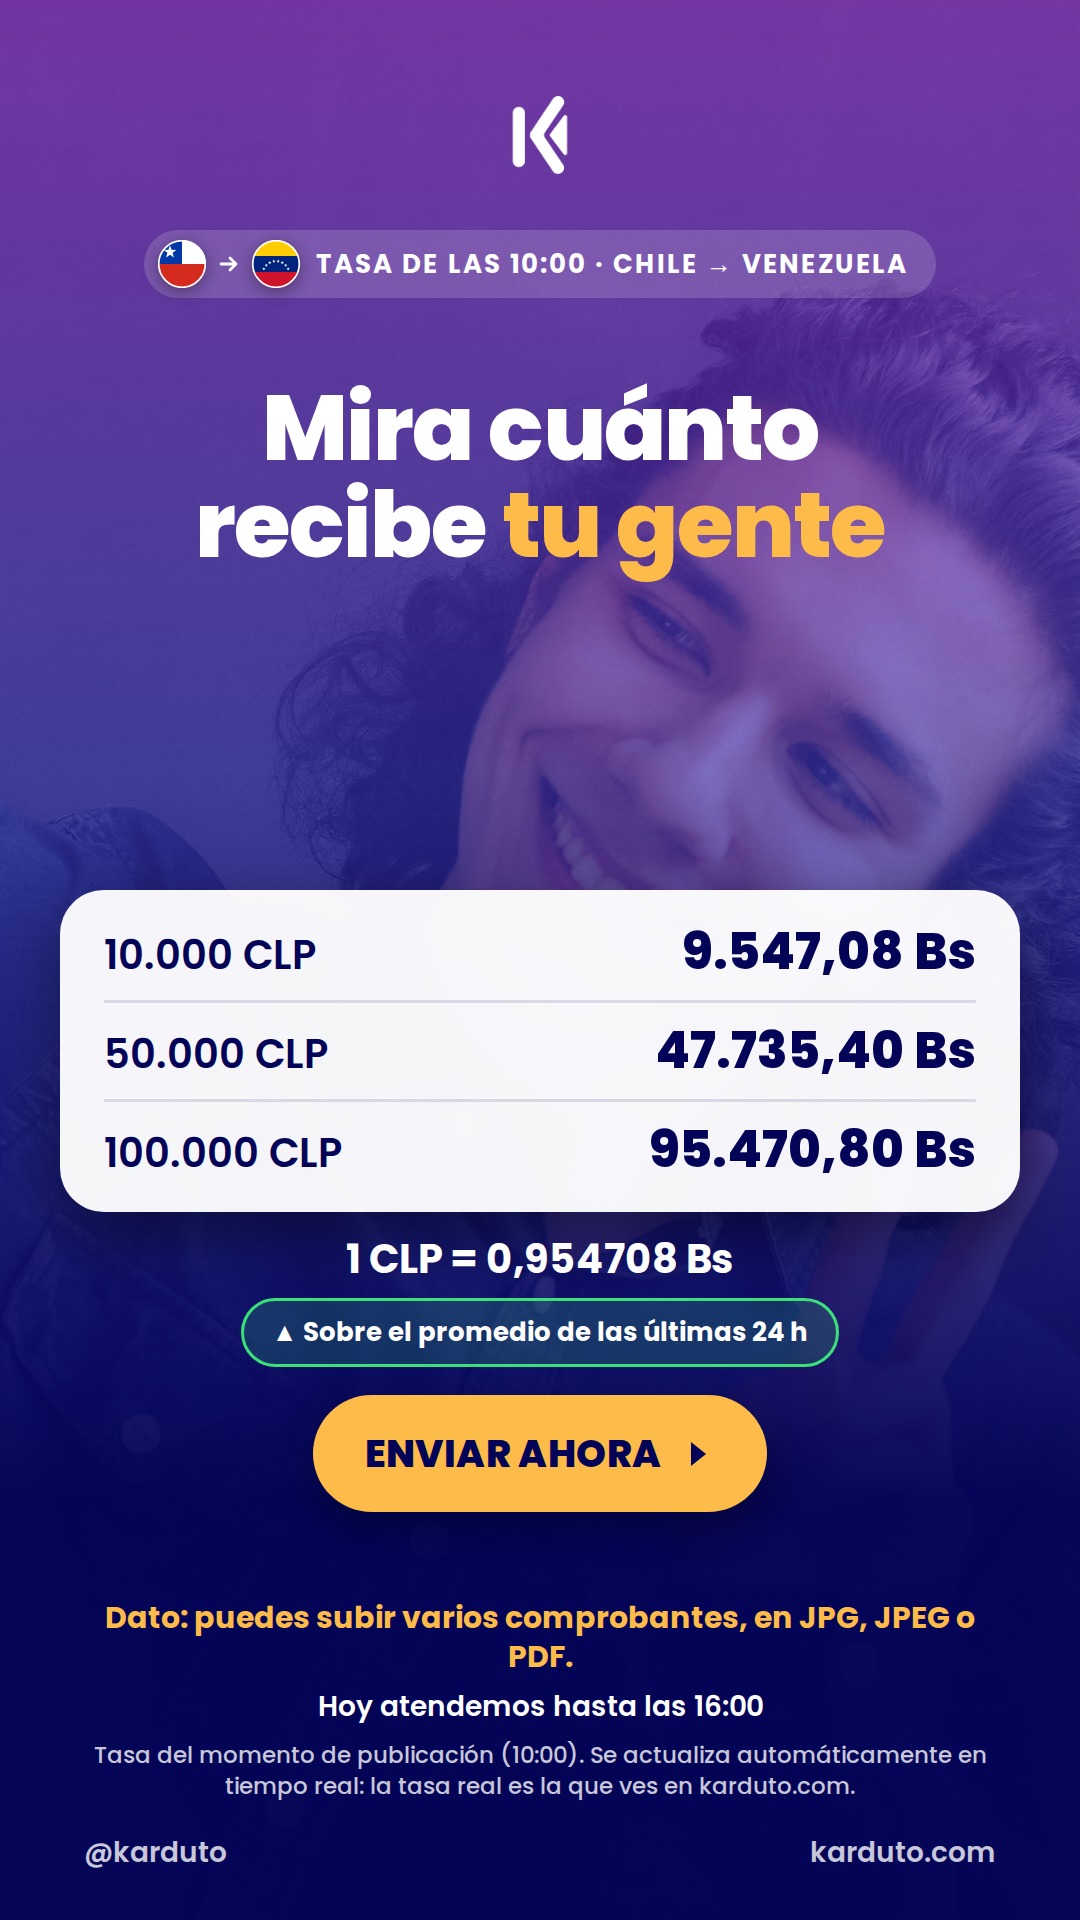 TASA DE LAS 10:00 · CHILE → VENEZUELA
Mira cuánto
recibe tu gente
10.000 CLP 9.547,08 Bs
50.000 CLP 47.735,40 Bs
100.000 CLP 95.470,80 Bs
1 CLP = 0,954708 Bs
▲ Sobre el promedio de las últimas 24 h
ENVIAR AHORA
Dato: puedes subir varios comprobantes, en JPG, JPEG o
PDF.
Hoy atendemos hasta las 16:00
Tasa del momento de publicación (10:00). Se actualiza automáticamente en
tiempo real: la tasa real es la que ves en karduto.com.
@karduto karduto.com